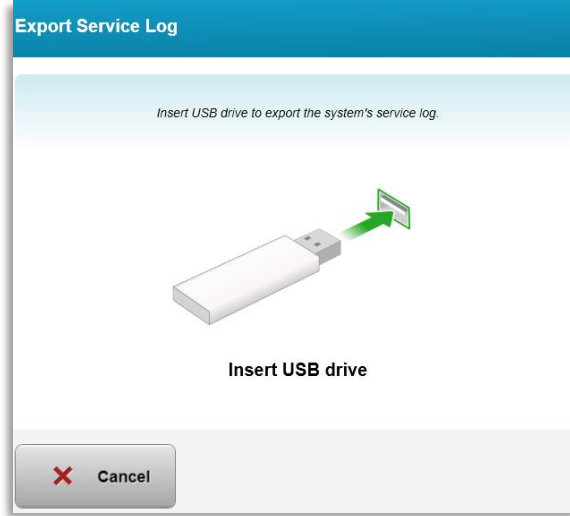 Export Service Log
Insert USB drive to export the system's service log.
Insert USB drive
Cancel